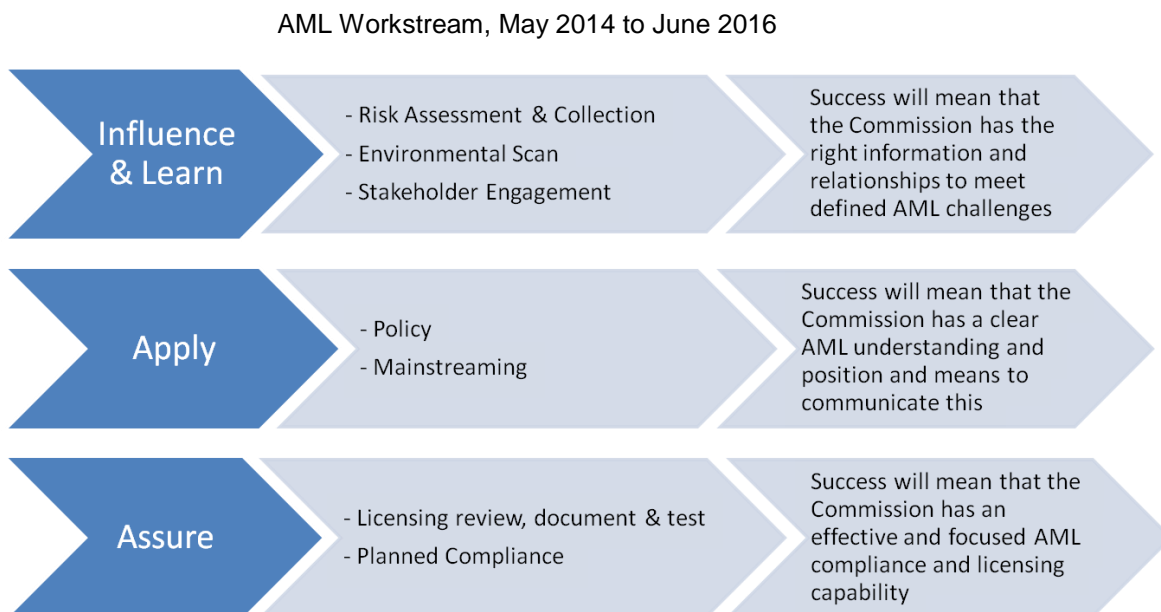 AML Workstream, May 2014 to June 2016
Influence
& Learn
- Risk Assessment & Collection
- Environmental Scan
- Stakeholder Engagement
Success will mean that
the Commission has the
right information and
relationships to meet
defined AML challenges
Apply
- Policy
- Mainstreaming
Success will mean that the
Commission has a clear
AML understanding and
position and means to
communicate this
Assure
- Licensing review, document & test
- Planned Compliance
Success will mean that the
Commission has an
effective and focused AML
compliance and licensing
capability